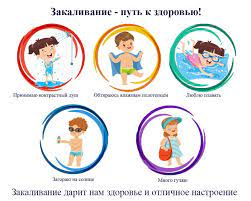 Закаливание - путь к здоровью!
Принимаю контрастный душ
Обтираюсь влажным полотенцем
Люблю плавать
Загораю на солнце
Много гуляю
Закаливание дарит нам здоровье и отличное настроение